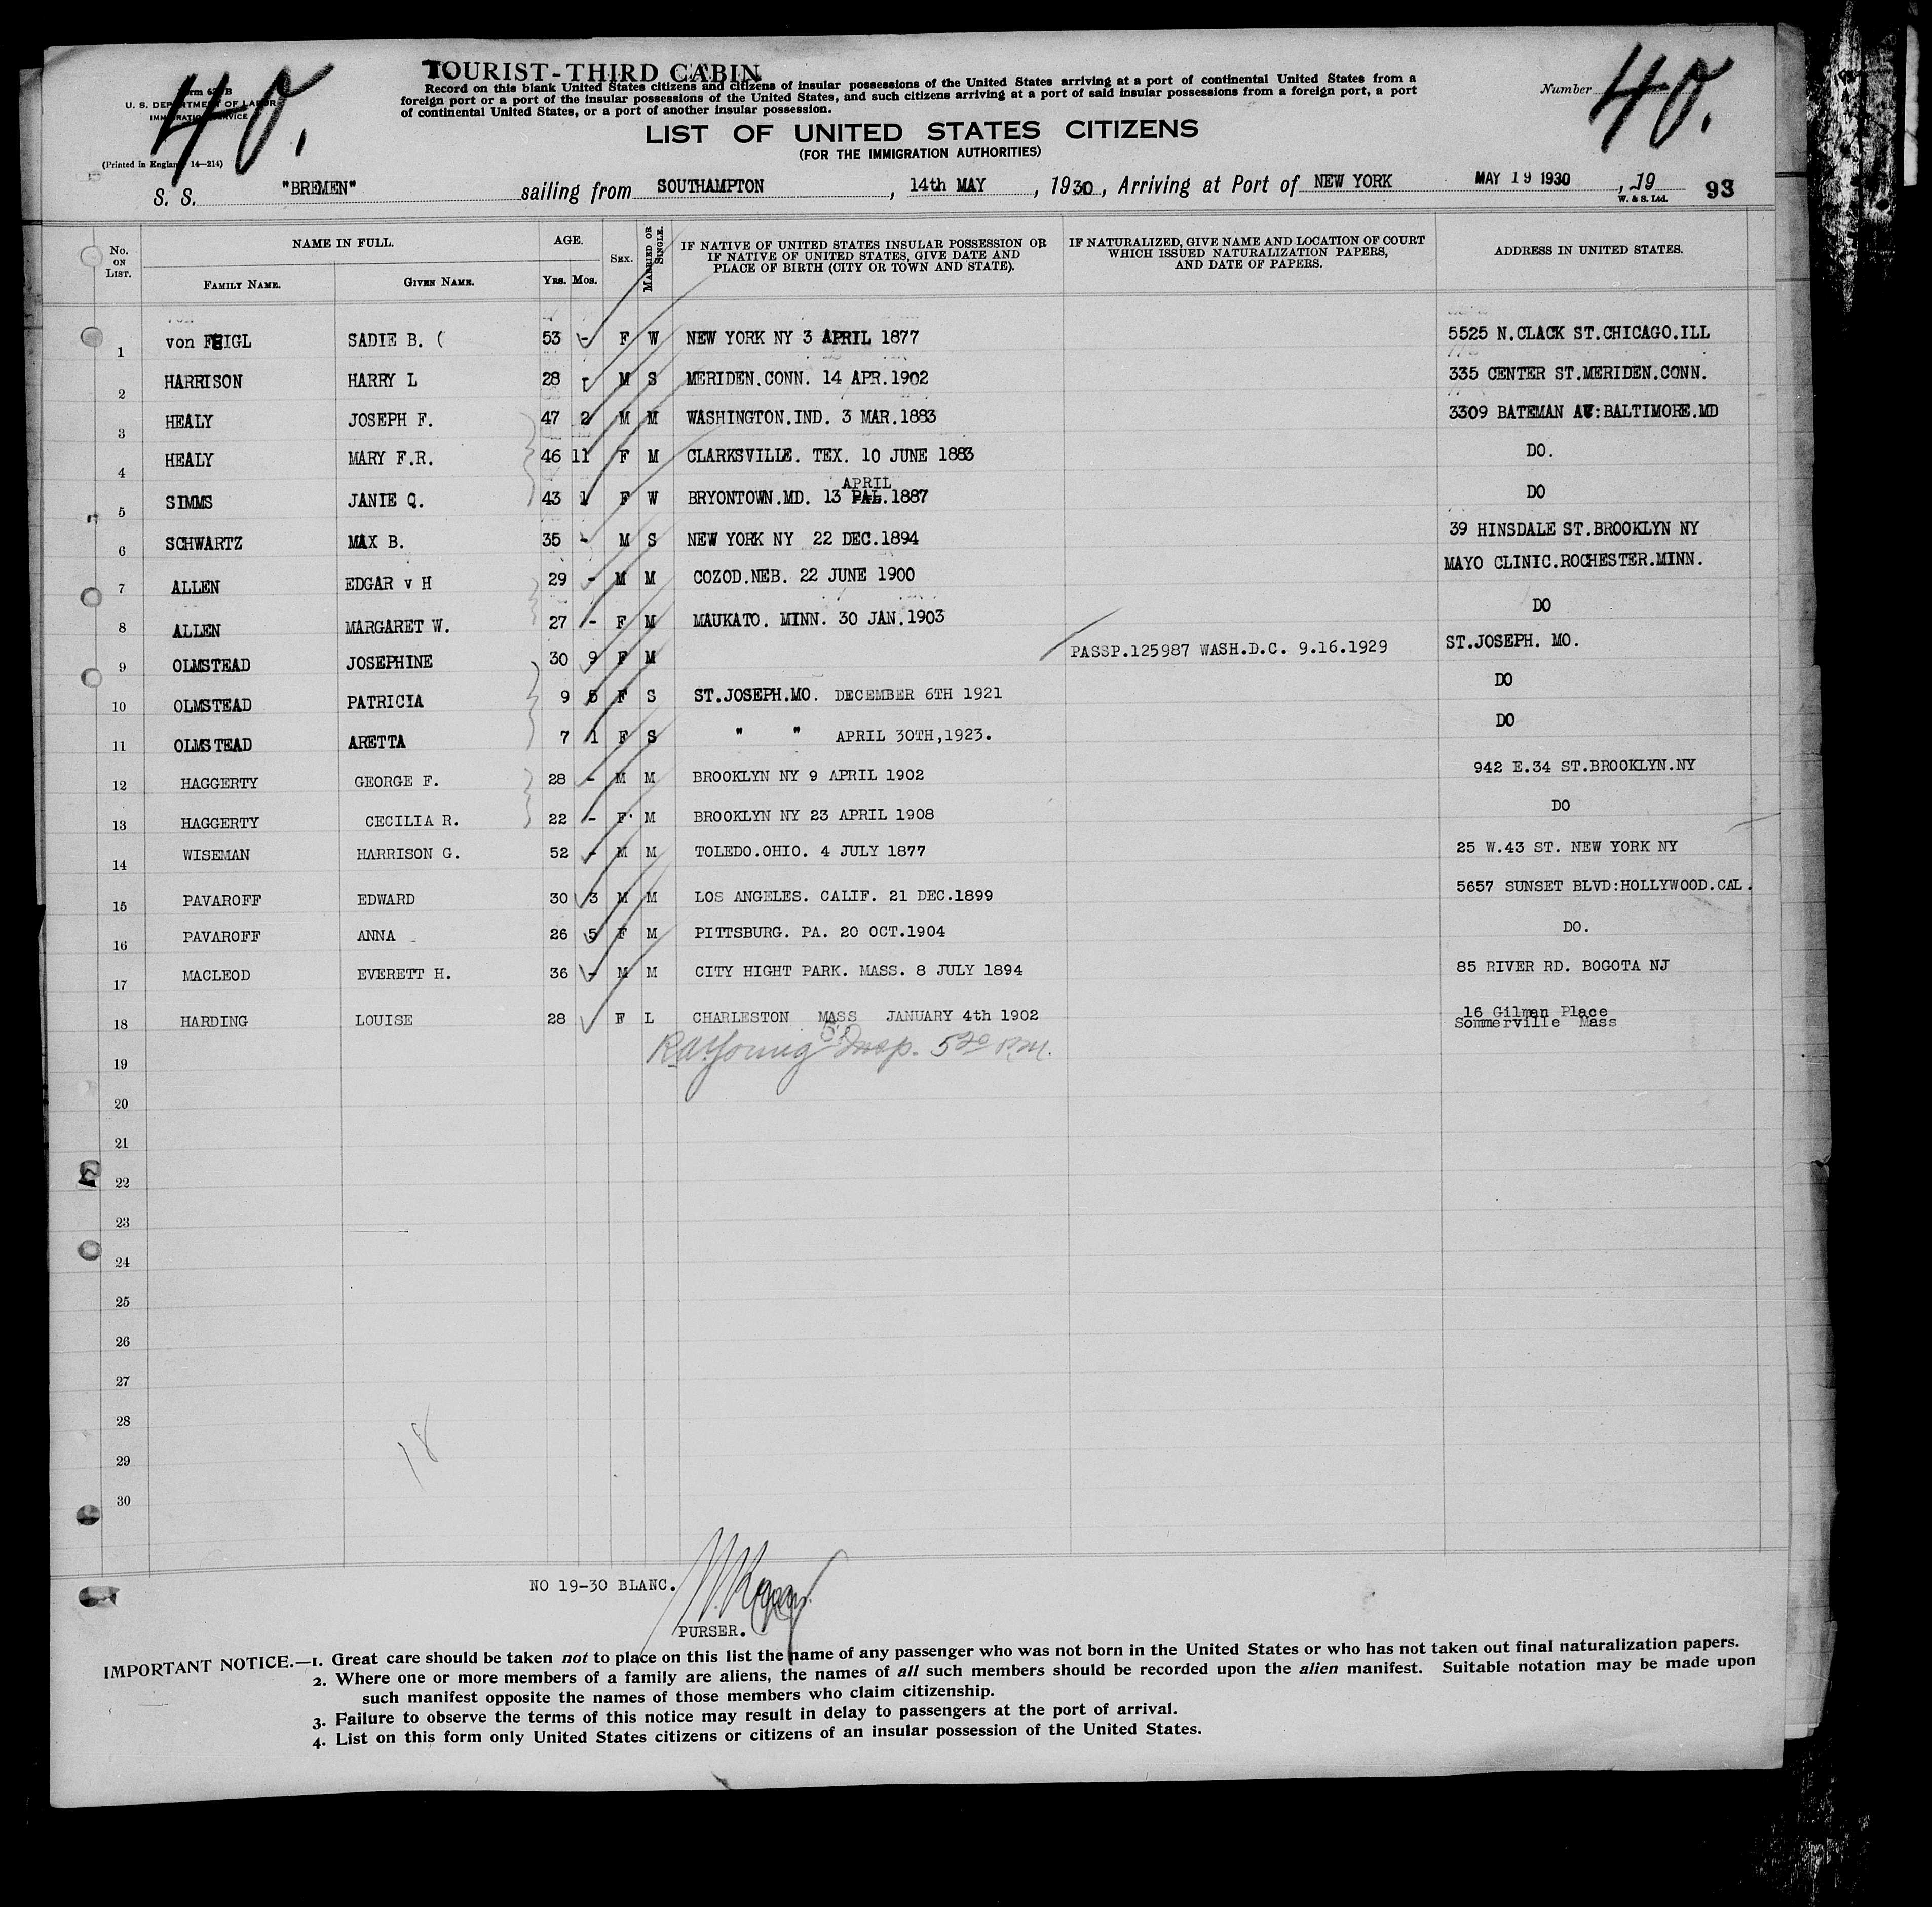 40.
TOURIST-THIRD CABIN
40.
U. S. DEPARTMENT OF LABOR
IMMIGRATION SERVICE
Record on this blank United States citizens and citizens of insular possessions of the United States arriving at a port of continental United States from a
foreign port or a port of the insular possessions of the United States, and such citizens arriving at a port of said insular possessions from a foreign port, a port
of continental United States, or a port of another insular possession.
Number
LIST OF UNITED STATES CITIZENS
(FOR THE IMMIGRATION AUTHORITIES)
(Printed in England 14—214)
S. S. "BREMEN" sailing from SOUTHAMPTON, 14th MAY, 1930, Arriving at Port of NEW YORK MAY 19 1930, 19 93
W. & S. Ltd.
No. ON LIST. NAME IN FULL. AGE. SEX. MARRIED OR SINGLE. IF NATIVE OF UNITED STATES INSULAR POSSESSION OR IF NATIVE OF UNITED STATES, GIVE DATE AND PLACE OF BIRTH (CITY OR TOWN AND STATE). IF NATURALIZED, GIVE NAME AND LOCATION OF COURT WHICH ISSUED NATURALIZATION PAPERS, AND DATE OF PAPERS. ADDRESS IN UNITED STATES.
FAMILY NAME. GIVEN NAME. YRS. MOS.
1 von FEIGL SADIE B. ( 53 - F W NEW YORK NY 3 APRIL 1877 5525 N.CLACK ST.CHICAGO.ILL
2 HARRISON HARRY L 28 M S MERIDEN.CONN. 14 APR.1902 335 CENTER ST.MERIDEN.CONN.
3 HEALY JOSEPH F. 47 2 M M WASHINGTON.IND. 3 MAR.1883 3309 BATEMAN AV:BALTIMORE.MD
4 HEALY MARY F.R. 46 11 F M CLARKSVILLE. TEX. 10 JUNE 1883 DO.
APRIL
5 SIMMS JANIE Q. 43 1 F W BRYONTOWN.MD. 13 PAL.1887 DO
6 SCHWARTZ MAX B. 35 - M S NEW YORK NY 22 DEC.1894 39 HINSDALE ST.BROOKLYN NY
7 ALLEN EDGAR v H 29 - M M COZOD.NEB. 22 JUNE 1900 MAYO CLINIC.ROCHESTER.MINN.
8 ALLEN MARGARET W. 27 - F M MAUKATO. MINN. 30 JAN.1903 DO
9 OLMSTEAD JOSEPHINE 30 9 F M PASSP.125987 WASH.D.C. 9.16.1929 ST.JOSEPH. MO.
10 OLMSTEAD PATRICIA 9 5 F S ST.JOSEPH.MO. DECEMBER 6TH 1921 DO
11 OLMSTEAD ARETTA 7 1 F S " " APRIL 30TH,1923. DO
12 HAGGERTY GEORGE F. 28 - M M BROOKLYN NY 9 APRIL 1902 942 E.34 ST.BROOKLYN.NY
13 HAGGERTY CECILIA R. 22 - F M BROOKLYN NY 23 APRIL 1908 DO
14 WISEMAN HARRISON G. 52 - M M TOLEDO.OHIO. 4 JULY 1877 25 W.43 ST. NEW YORK NY
15 PAVAROFF EDWARD 30 3 M M LOS ANGELES. CALIF. 21 DEC.1899 5657 SUNSET BLVD:HOLLYWOOD.CAL.
16 PAVAROFF ANNA 26 5 F M PITTSBURG. PA. 20 OCT.1904 DO.
17 MACLEOD EVERETT H. 36 - M M CITY HIGHT PARK. MASS. 8 JULY 1894 85 RIVER RD. BOGOTA NJ
18 HARDING LOUISE 28 F L CHARLESTON MASS JANUARY 4th 1902 16 Gilman Place
Sommerville Mass
19 Young Insp. 5 20 P.M.
20
21
22
23
24
25
26
27
28
29
30
18
NO 19-30 BLANC.
PURSER.
IMPORTANT NOTICE.—1. Great care should be taken not to place on this list the name of any passenger who was not born in the United States or who has not taken out final naturalization papers.
2. Where one or more members of a family are aliens, the names of all such members should be recorded upon the alien manifest. Suitable notation may be made upon
such manifest opposite the names of those members who claim citizenship.
3. Failure to observe the terms of this notice may result in delay to passengers at the port of arrival.
4. List on this form only United States citizens or citizens of an insular possession of the United States.